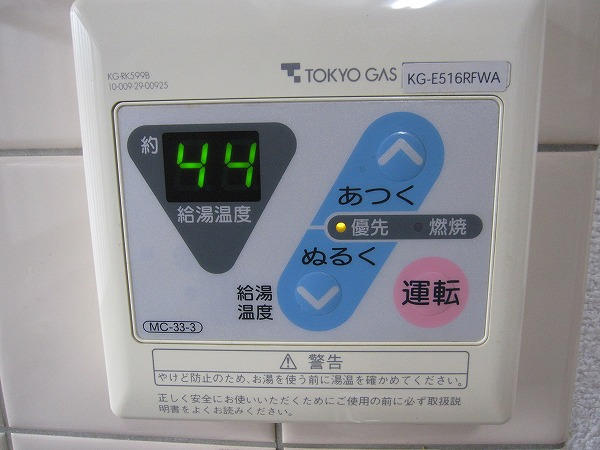 KG-RK599B
10-009-29-00925
TOKYO GAS
KG-E516RFWA
約
44
給湯温度
あつく
優先 燃焼
ぬるく
給湯
温度
運転
MC-33-3
⚠ 警告
やけど防止のため、お湯を使う前に湯温を確かめてください。
正しく安全にお使いいただくためにご使用の前に必ず取扱説
明書をよくお読みください。